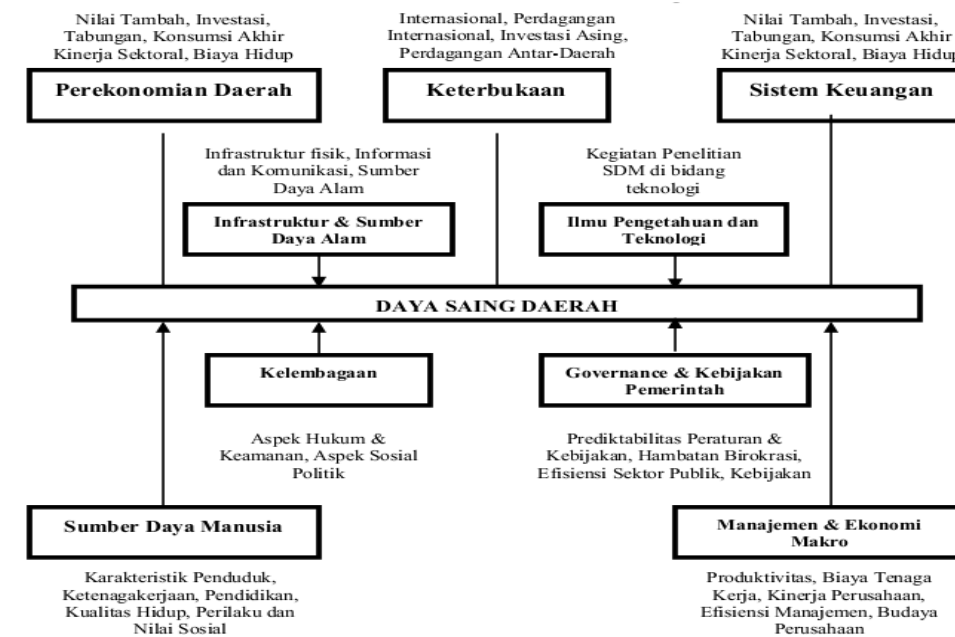 Nilai Tambah, Investasi,
Tabungan, Konsumsi Akhir
Kinerja Sektoral, Biaya Hidup
Perekonomian Daerah
Internasional, Perdagangan
Internasional, Investasi Asing,
Perdagangan Antar-Daerah
Keterbukaan
Nilai Tambah, Investasi,
Tabungan, Konsumsi Akhir
Kinerja Sektoral, Biaya Hidup
Sistem Keuangan
Infrastruktur fisik, Informasi
dan Komunikasi, Sumber
Daya Alam
Infrastruktur & Sumber
Daya Alam
Kegiatan Penelitian
SDM di bidang
teknologi
Ilmu Pengetahuan dan
Teknologi
DAYA SAING DAERAH
Kelembagaan
Aspek Hukum &
Keamanan, Aspek Sosial
Politik
Governance & Kebijakan
Pemerintah
Prediktabilitas Peraturan &
Kebijakan, Hambatan Birokrasi,
Efisiensi Sektor Publik, Kebijakan
Sumber Daya Manusia
Karakteristik Penduduk,
Ketenagakerjaan, Pendidikan,
Kualitas Hidup, Perilaku dan
Nilai Sosial
Manajemen & Ekonomi
Makro
Produktivitas, Biaya Tenaga
Kerja, Kinerja Perusahaan,
Efisiensi Manajemen, Budaya
Perusahaan